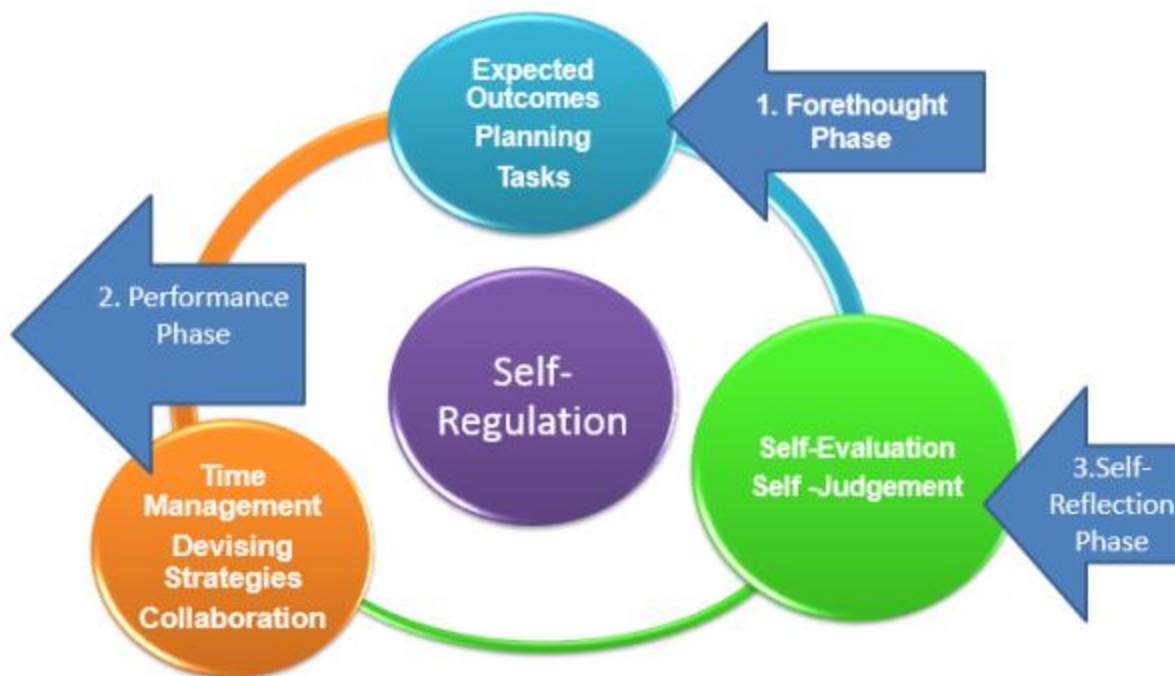 Expected
Outcomes
Planning
Tasks
1. Forethought
Phase
2. Performance
Phase
Self-
Regulation
Self-Evaluation
Self -Judgement
3.Self-
Reflection
Phase
Time
Management
Devising
Strategies
Collaboration